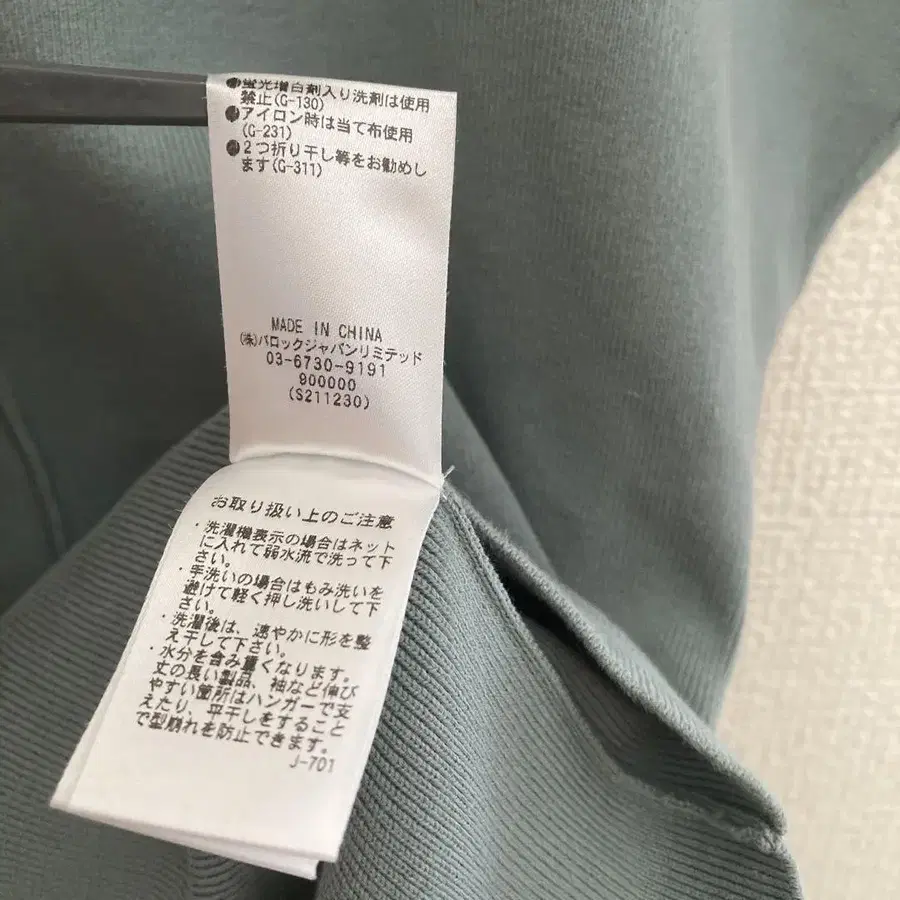 ●蛍光増白剤入り洗剤は使用
禁止(G-130)
●アイロン時は当て布使用
(G-231)
●2つ折り干し等をお勧めし
ます(G-311)
MADE IN CHINA
(株)バロックジャパンリミテッド
03-6730-9191
900000
(S211230)
お取り扱い上のご注意
・洗濯機表示の場合はネット
に入れて弱水流で洗って下
さい。
・手洗いの場合はもみ洗いを
避けて軽く押し洗いして下
さい。
・洗濯後は、速やかに形を整
え干して下さい。
・水分を含み重くなります。
丈の長い製品、袖など伸び
やすい箇所はハンガーで支
えたり、平干しをすること
で型崩れを防止できます。
J-701